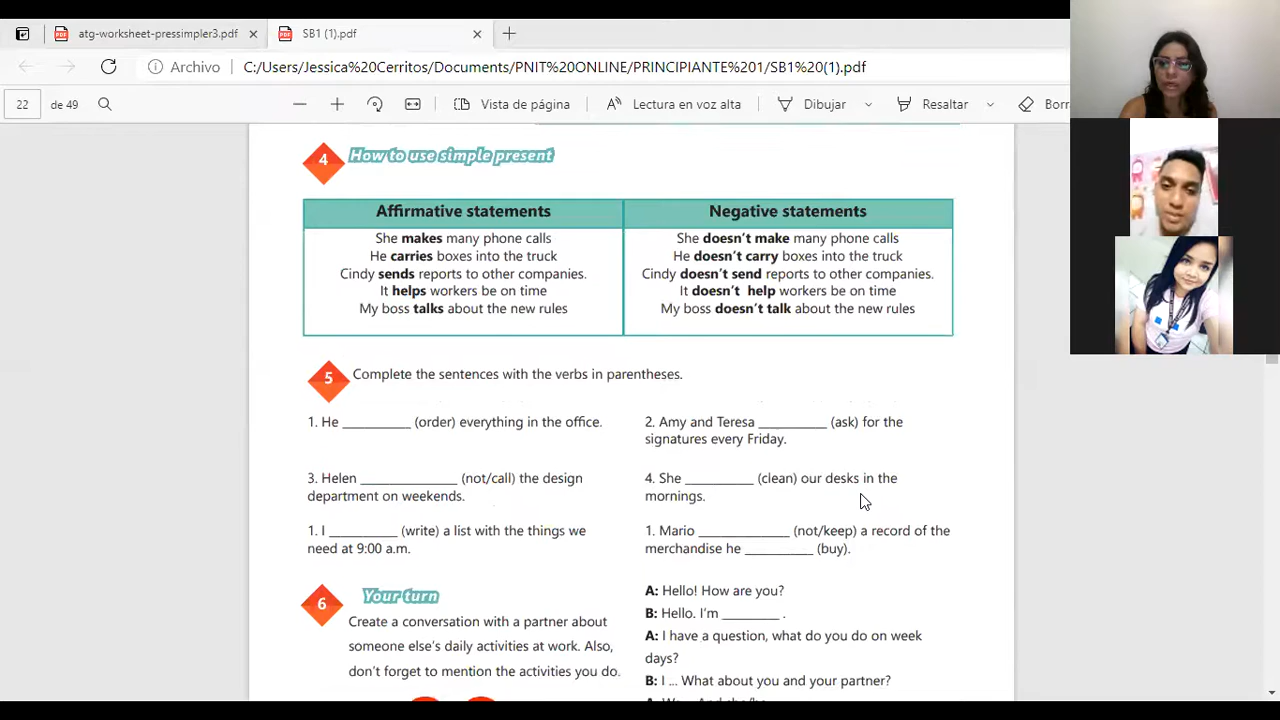 atg-worksheet-pressimpler3.pdf
SB1 (1).pdf
Archivo
C:/Users/Jessica%20Cerritos/Documents/PNIT%20ONLINE/PRINCIPIANTE%201/SB1%20(1).pdf
22 de 49
Vista de página
Lectura en voz alta
Dibujar
Resaltar
Borr
4 How to use simple present
Affirmative statements
She makes many phone calls
He carries boxes into the truck
Cindy sends reports to other companies.
It helps workers be on time
My boss talks about the new rules
Negative statements
She doesn't make many phone calls
He doesn't carry boxes into the truck
Cindy doesn't send reports to other companies.
It doesn't help workers be on time
My boss doesn't talk about the new rules
5 Complete the sentences with the verbs in parentheses.
1. He __________ (order) everything in the office.
2. Amy and Teresa __________ (ask) for the
signatures every Friday.
3. Helen ______________ (not/call) the design
department on weekends.
4. She __________ (clean) our desks in the
mornings.
1. I __________ (write) a list with the things we
need at 9:00 a.m.
1. Mario _____________ (not/keep) a record of the
merchandise he __________ (buy).
6 Your turn
Create a conversation with a partner about
someone else's daily activities at work. Also,
don't forget to mention the activities you do.
A: Hello! How are you?
B: Hello. I'm ________ .
A: I have a question, what do you do on week
days?
B: I ... What about you and your partner?